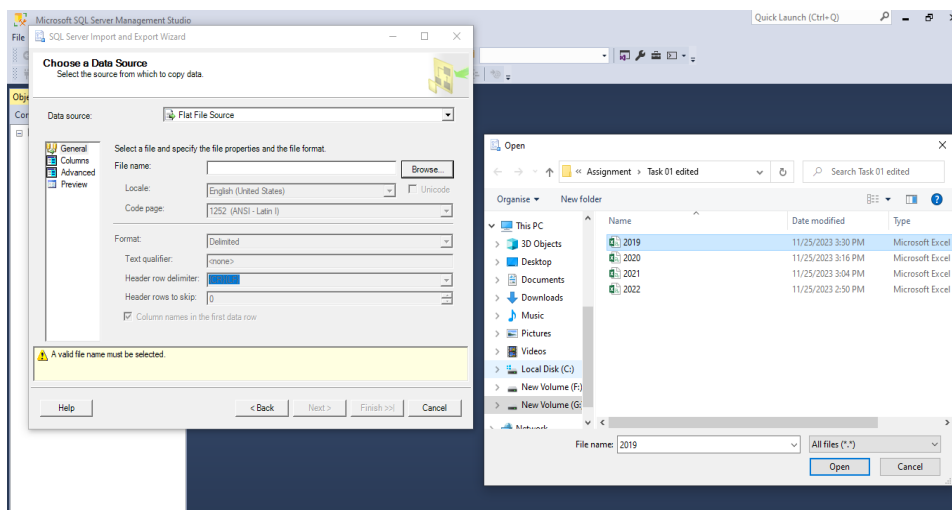 Microsoft SQL Server Management Studio
Quick Launch (Ctrl+Q)
File
SQL Server Import and Export Wizard
Choose a Data Source
Select the source from which to copy data.
Obje
Cor
Data source:
Flat File Source
General
Columns
Advanced
Preview
Select a file and specify the file properties and the file format.
File name:
Browse...
Locale:
English (United States)
Unicode
Code page:
1252 (ANSI - Latin I)
Format:
Delimited
Text qualifier:
<none>
Header row delimiter:
Header rows to skip:
0
Column names in the first data row
A valid file name must be selected.
Help
< Back
Next >
Finish >>|
Cancel
Open
« Assignment > Task 01 edited
Search Task 01 edited
Organise
New folder
This PC
3D Objects
Desktop
Documents
Downloads
Music
Pictures
Videos
Local Disk (C:)
New Volume (F:)
New Volume (G:
Network
Name
Date modified
Type
2019
11/25/2023 3:30 PM
Microsoft Excel
2020
11/25/2023 3:16 PM
Microsoft Excel
2021
11/25/2023 3:04 PM
Microsoft Excel
2022
11/25/2023 2:50 PM
Microsoft Excel
File name:
2019
All files (*.*)
Open
Cancel